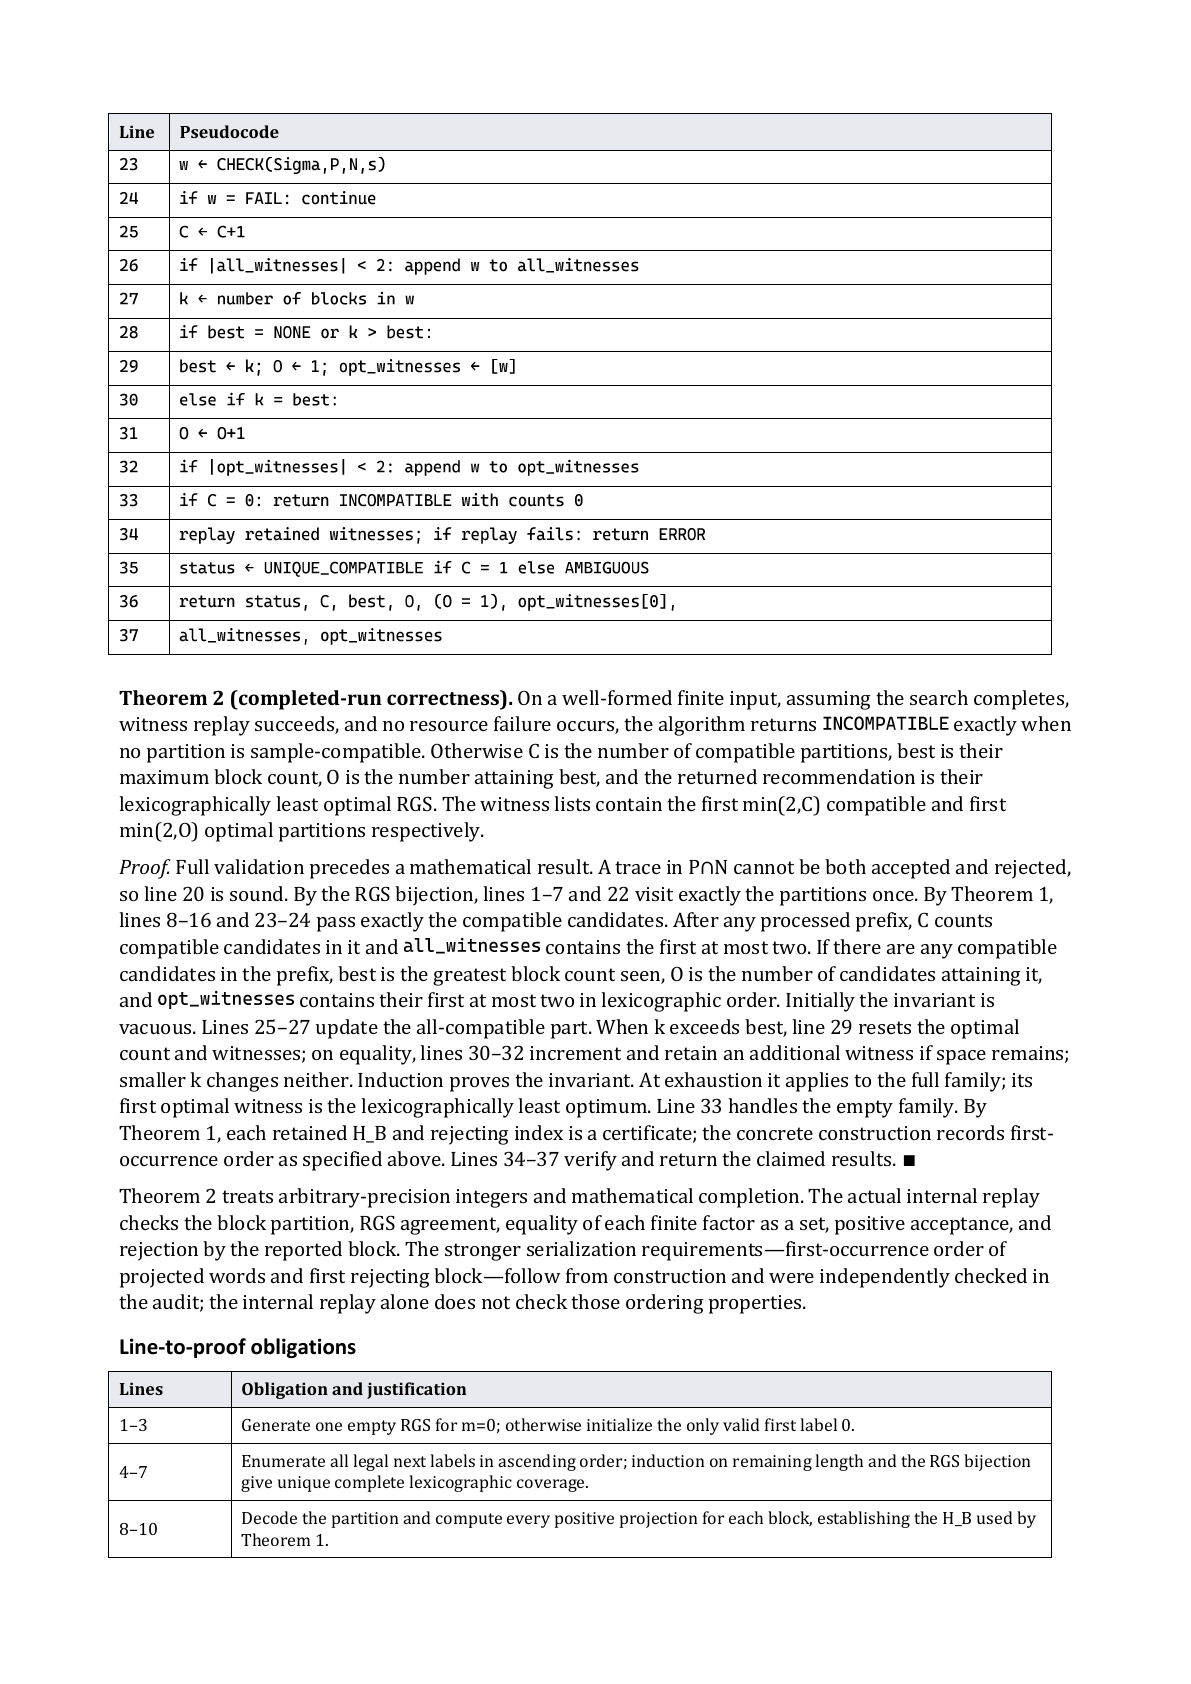 Line Pseudocode
23 w ← CHECK(Sigma,P,N,s)
24 if w = FAIL: continue
25 C ← C+1
26 if |all_witnesses| < 2: append w to all_witnesses
27 k ← number of blocks in w
28 if best = NONE or k > best:
29 best ← k; O ← 1; opt_witnesses ← [w]
30 else if k = best:
31 O ← O+1
32 if |opt_witnesses| < 2: append w to opt_witnesses
33 if C = 0: return INCOMPATIBLE with counts 0
34 replay retained witnesses; if replay fails: return ERROR
35 status ← UNIQUE_COMPATIBLE if C = 1 else AMBIGUOUS
36 return status, C, best, O, (O = 1), opt_witnesses[0],
37 all_witnesses, opt_witnesses
Theorem 2 (completed-run correctness). On a well-formed finite input, assuming the search completes,
witness replay succeeds, and no resource failure occurs, the algorithm returns INCOMPATIBLE exactly when
no partition is sample-compatible. Otherwise C is the number of compatible partitions, best is their
maximum block count, O is the number attaining best, and the returned recommendation is their
lexicographically least optimal RGS. The witness lists contain the first min(2,C) compatible and first
min(2,O) optimal partitions respectively.
Proof. Full validation precedes a mathematical result. A trace in P∩N cannot be both accepted and rejected,
so line 20 is sound. By the RGS bijection, lines 1–7 and 22 visit exactly the partitions once. By Theorem 1,
lines 8–16 and 23–24 pass exactly the compatible candidates. After any processed prefix, C counts
compatible candidates in it and all_witnesses contains the first at most two. If there are any compatible
candidates in the prefix, best is the greatest block count seen, O is the number of candidates attaining it,
and opt_witnesses contains their first at most two in lexicographic order. Initially the invariant is
vacuous. Lines 25–27 update the all-compatible part. When k exceeds best, line 29 resets the optimal
count and witnesses; on equality, lines 30–32 increment and retain an additional witness if space remains;
smaller k changes neither. Induction proves the invariant. At exhaustion it applies to the full family; its
first optimal witness is the lexicographically least optimum. Line 33 handles the empty family. By
Theorem 1, each retained H_B and rejecting index is a certificate; the concrete construction records first-
occurrence order as specified above. Lines 34–37 verify and return the claimed results. ■
Theorem 2 treats arbitrary-precision integers and mathematical completion. The actual internal replay
checks the block partition, RGS agreement, equality of each finite factor as a set, positive acceptance, and
rejection by the reported block. The stronger serialization requirements—first-occurrence order of
projected words and first rejecting block—follow from construction and were independently checked in
the audit; the internal replay alone does not check those ordering properties.
Line-to-proof obligations
Lines Obligation and justification
1–3 Generate one empty RGS for m=0; otherwise initialize the only valid first label 0.
4–7 Enumerate all legal next labels in ascending order; induction on remaining length and the RGS bijection
give unique complete lexicographic coverage.
8–10 Decode the partition and compute every positive projection for each block, establishing the H_B used by
Theorem 1.